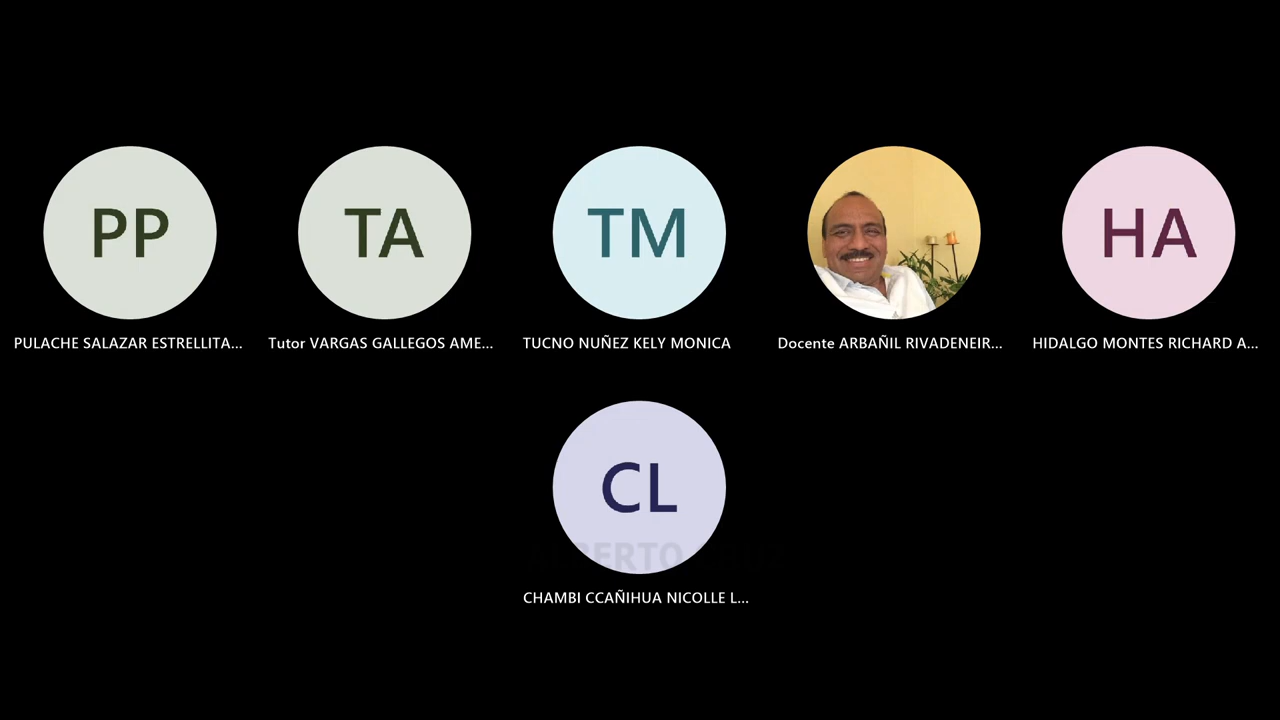 PP
TA
TM
HA
PULACHE SALAZAR ESTRELLITA...
Tutor VARGAS GALLEGOS AME...
TUCNO NUÑEZ KELY MONICA
Docente ARBAÑIL RIVADENEIR...
HIDALGO MONTES RICHARD A...
CL
CHAMBI CCAÑIHUA NICOLLE L...